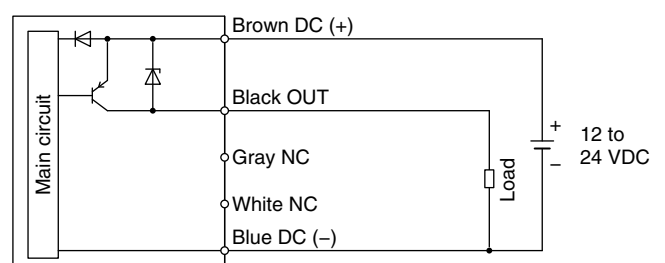 Brown DC (+)
Main circuit
Black OUT
Gray NC
White NC
Blue DC (−)
Load
+
−
12 to
24 VDC